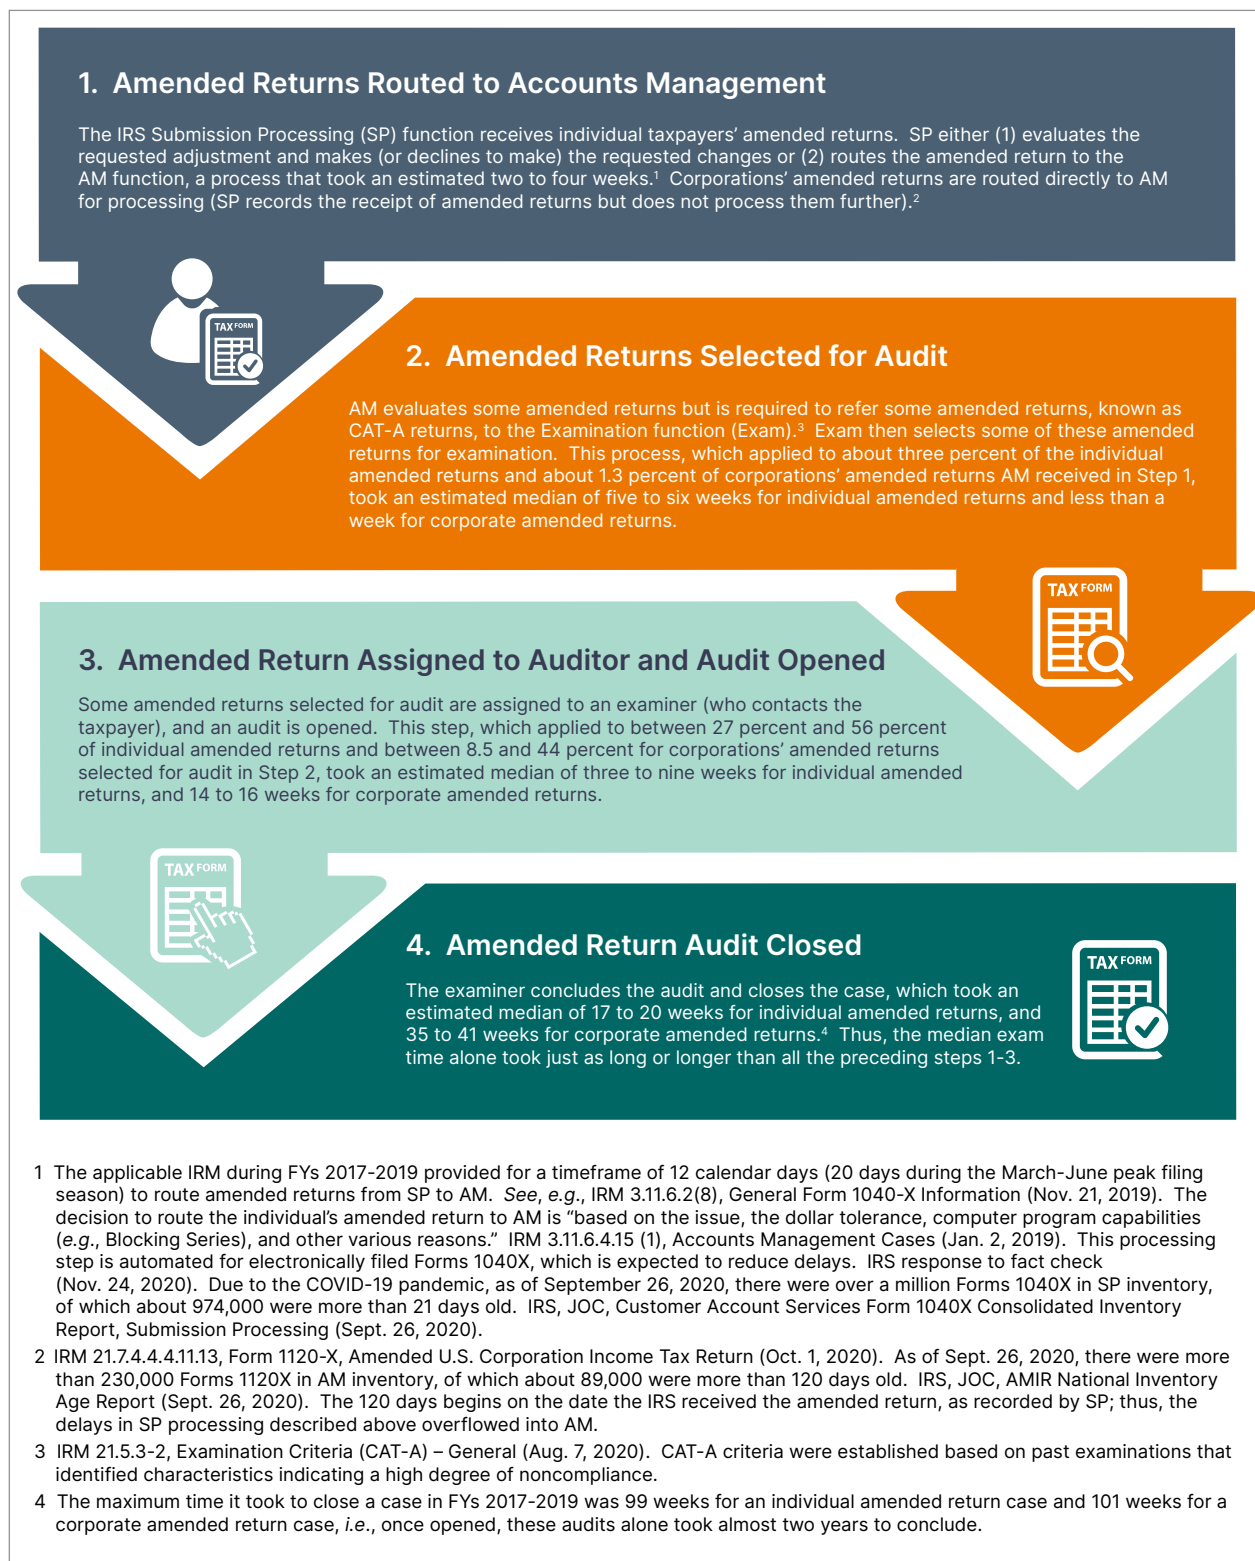 1. Amended Returns Routed to Accounts Management
The IRS Submission Processing (SP) function receives individual taxpayers’ amended returns. SP either (1) evaluates the
requested adjustment and makes (or declines to make) the requested changes or (2) routes the amended return to the
AM function, a process that took an estimated two to four weeks.1 Corporations’ amended returns are routed directly to AM
for processing (SP records the receipt of amended returns but does not process them further).2
TAX FORM
2. Amended Returns Selected for Audit
AM evaluates some amended returns but is required to refer some amended returns, known as
CAT-A returns, to the Examination function (Exam).3 Exam then selects some of these amended
returns for examination. This process, which applied to about three percent of the individual
amended returns and about 1.3 percent of corporations’ amended returns AM received in Step 1,
took an estimated median of five to six weeks for individual amended returns and less than a
week for corporate amended returns.
TAX FORM
3. Amended Return Assigned to Auditor and Audit Opened
Some amended returns selected for audit are assigned to an examiner (who contacts the
taxpayer), and an audit is opened. This step, which applied to between 27 percent and 56 percent
of individual amended returns and between 8.5 and 44 percent for corporations’ amended returns
selected for audit in Step 2, took an estimated median of three to nine weeks for individual amended
returns, and 14 to 16 weeks for corporate amended returns.
TAX FORM
4. Amended Return Audit Closed
The examiner concludes the audit and closes the case, which took an
estimated median of 17 to 20 weeks for individual amended returns, and
35 to 41 weeks for corporate amended returns.4 Thus, the median exam
time alone took just as long or longer than all the preceding steps 1-3.
TAX FORM
1 The applicable IRM during FYs 2017-2019 provided for a timeframe of 12 calendar days (20 days during the March-June peak filing
season) to route amended returns from SP to AM. See, e.g., IRM 3.11.6.2(8), General Form 1040-X Information (Nov. 21, 2019). The
decision to route the individual’s amended return to AM is “based on the issue, the dollar tolerance, computer program capabilities
(e.g., Blocking Series), and other various reasons.” IRM 3.11.6.4.15 (1), Accounts Management Cases (Jan. 2, 2019). This processing
step is automated for electronically filed Forms 1040X, which is expected to reduce delays. IRS response to fact check
(Nov. 24, 2020). Due to the COVID-19 pandemic, as of September 26, 2020, there were over a million Forms 1040X in SP inventory,
of which about 974,000 were more than 21 days old. IRS, JOC, Customer Account Services Form 1040X Consolidated Inventory
Report, Submission Processing (Sept. 26, 2020).
2 IRM 21.7.4.4.4.11.13, Form 1120-X, Amended U.S. Corporation Income Tax Return (Oct. 1, 2020). As of Sept. 26, 2020, there were more
than 230,000 Forms 1120X in AM inventory, of which about 89,000 were more than 120 days old. IRS, JOC, AMIR National Inventory
Age Report (Sept. 26, 2020). The 120 days begins on the date the IRS received the amended return, as recorded by SP; thus, the
delays in SP processing described above overflowed into AM.
3 IRM 21.5.3-2, Examination Criteria (CAT-A) – General (Aug. 7, 2020). CAT-A criteria were established based on past examinations that
identified characteristics indicating a high degree of noncompliance.
4 The maximum time it took to close a case in FYs 2017-2019 was 99 weeks for an individual amended return case and 101 weeks for a
corporate amended return case, i.e., once opened, these audits alone took almost two years to conclude.